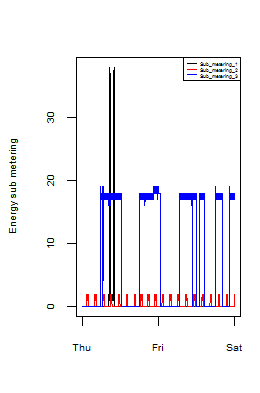 Sub_metering_1
Sub_metering_2
Sub_metering_3
Energy sub metering
30
20
10
0
Thu Fri Sat